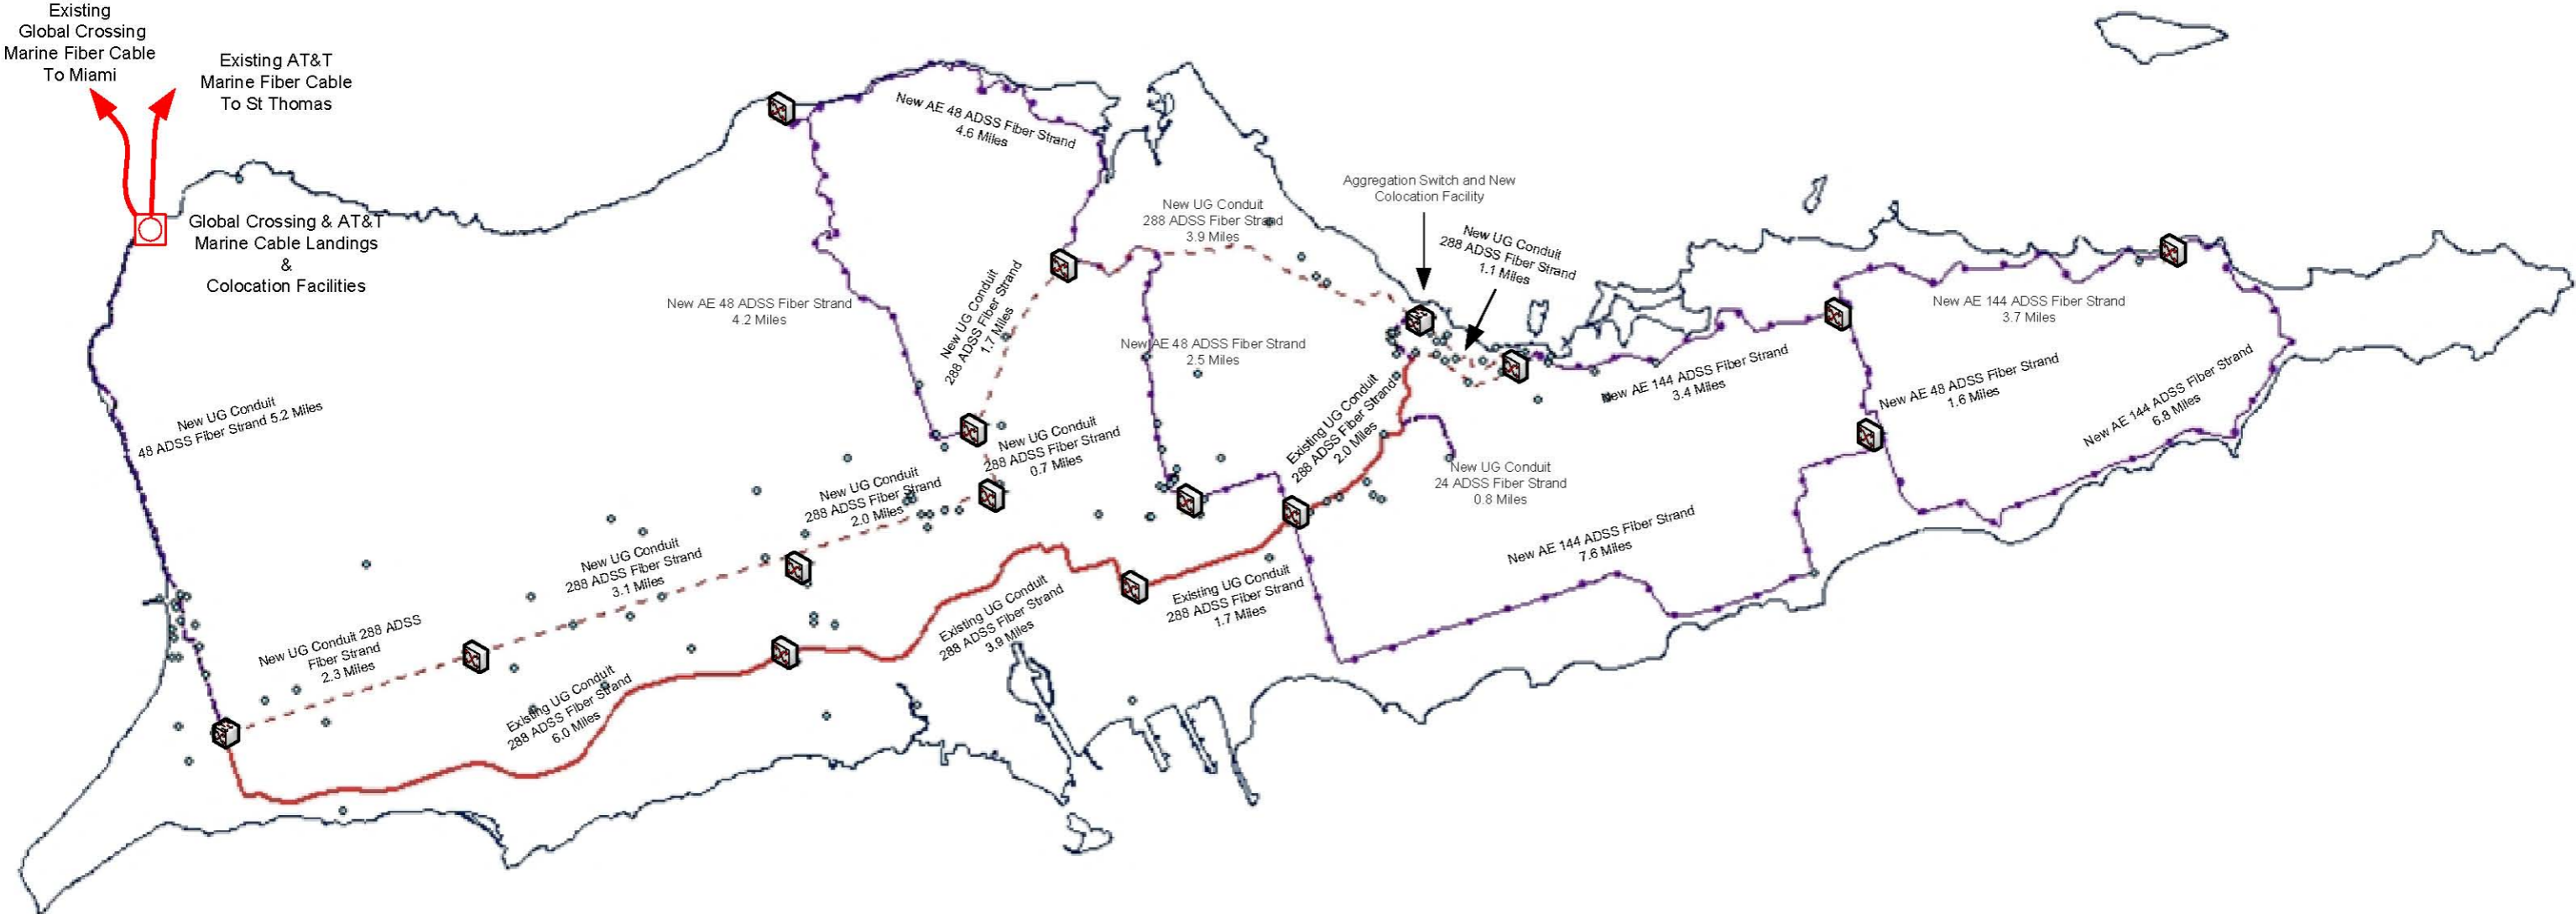 Existing
Global Crossing
Marine Fiber Cable
To Miami
Existing AT&T
Marine Fiber Cable
To St Thomas
Global Crossing & AT&T
Marine Cable Landings
&
Colocation Facilities
New AE 48 ADSS Fiber Strand
4.6 Miles
New UG Conduit
288 ADSS Fiber Strand
3.9 Miles
Aggregation Switch and New
Colocation Facility
New UG Conduit
288 ADSS Fiber Strand
1.1 Miles
New AE 48 ADSS Fiber Strand
4.2 Miles
New UG Conduit
288 ADSS Fiber Strand
1.7 Miles
New AE 48 ADSS Fiber Strand
2.5 Miles
New AE 144 ADSS Fiber Strand
3.7 Miles
New AE 144 ADSS Fiber Strand
3.4 Miles
New AE 48 ADSS Fiber Strand
1.6 Miles
New AE 144 ADSS Fiber Strand
6.8 Miles
New UG Conduit
48 ADSS Fiber Strand 5.2 Miles
New UG Conduit
288 ADSS Fiber Strand
0.7 Miles
Existing UG Conduit
288 ADSS Fiber Strand
2.0 Miles
New UG Conduit
24 ADSS Fiber Strand
0.8 Miles
New UG Conduit
288 ADSS Fiber Strand
2.0 Miles
New UG Conduit
288 ADSS Fiber Strand
3.1 Miles
New AE 144 ADSS Fiber Strand
7.6 Miles
New UG Conduit 288 ADSS
Fiber Strand
2.3 Miles
Existing UG Conduit
288 ADSS Fiber Strand
6.0 Miles
Existing UG Conduit
288 ADSS Fiber Strand
3.9 Miles
Existing UG Conduit
288 ADSS Fiber Strand
1.7 Miles